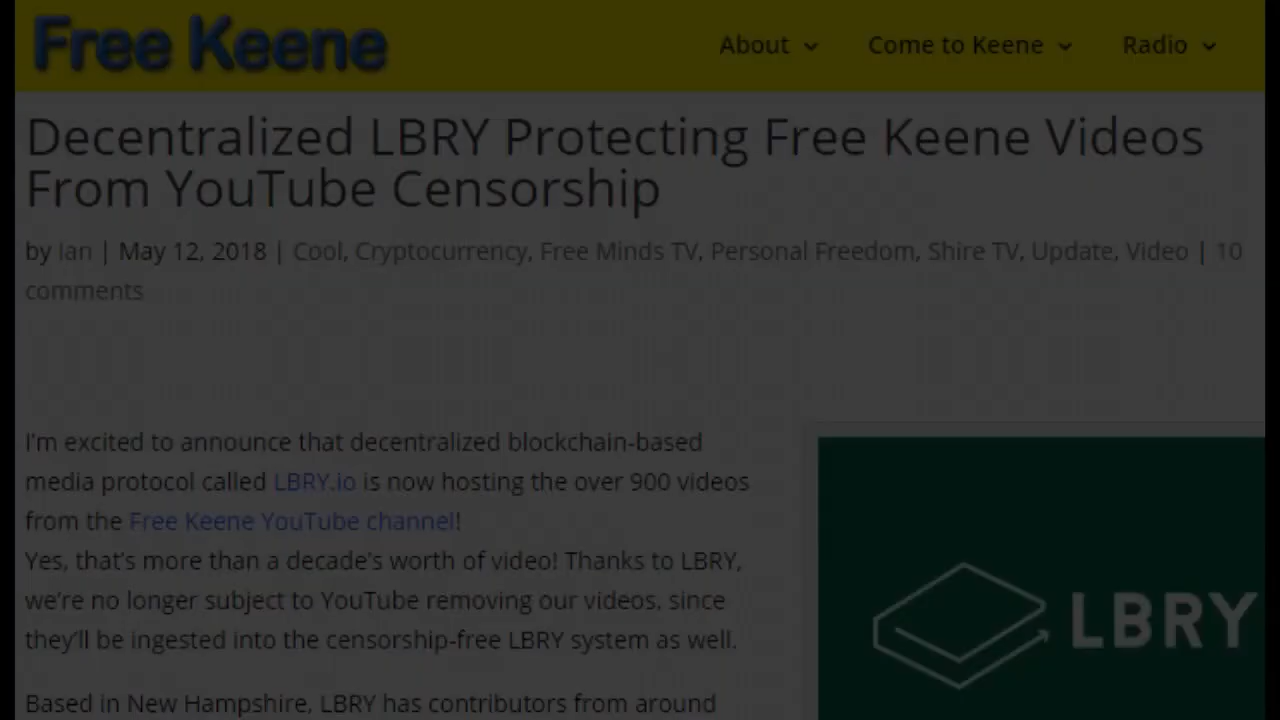 Free Keene
About
Come to Keene
Radio
Decentralized LBRY Protecting Free Keene Videos
From YouTube Censorship
by Ian | May 12, 2018 | Cool, Cryptocurrency, Free Minds TV, Personal Freedom, Shire TV, Update, Video | 10
comments
I'm excited to announce that decentralized blockchain-based
media protocol called LBRY.io is now hosting the over 900 videos
from the Free Keene YouTube channel!
Yes, that's more than a decade's worth of video! Thanks to LBRY,
we're no longer subject to YouTube removing our videos, since
they'll be ingested into the censorship-free LBRY system as well.
Based in New Hampshire, LBRY has contributors from around
LBRY